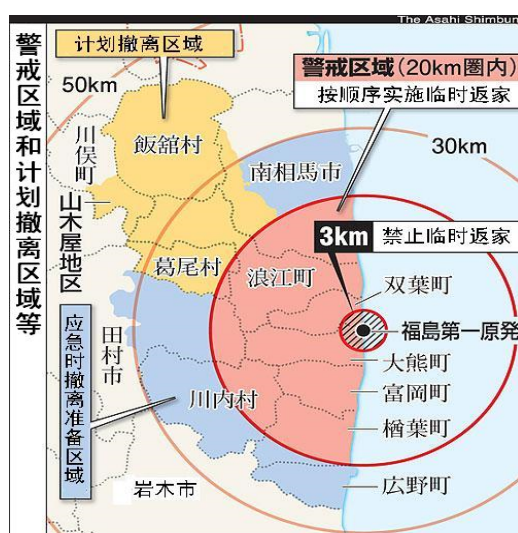 The Asahi Shimbun
警戒区域和计划撤离区域等
计划撤离区域
警戒区域(20km圏内)
按顺序实施临时返家
50km
30km
川俣町
山木屋地区
飯舘村
南相馬市
3km 禁止临时返家
葛尾村
浪江町
双葉町
福島第一原発
田村市
应急时撤离准备区域
大熊町
富岡町
川内村
楢葉町
岩木市
広野町